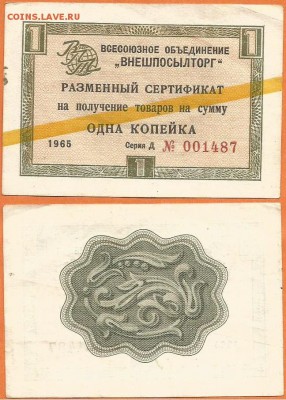 COINS.LAVE.RU
1 1
ВСЕСОЮЗНОЕ ОБЪЕДИНЕНИЕ
„ВНЕШПОСЫЛТОРГ"
РАЗМЕННЫЙ СЕРТИФИКАТ
на получение товаров на сумму
ОДНА КОПЕЙКА
1965 Серия Д № 001487
1